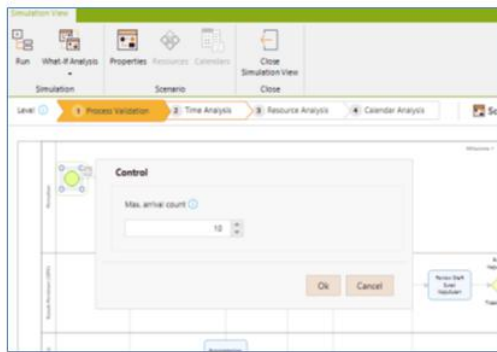 Simulation View
Run
What-If Analysis
Properties
Resources
Calendars
Close
Simulation View
Simulation
Scenario
Close
Level
1 Process Validation
2 Time Analysis
3 Resource Analysis
4 Calendar Analysis
Control
Max. arrival count
10
Ok
Cancel